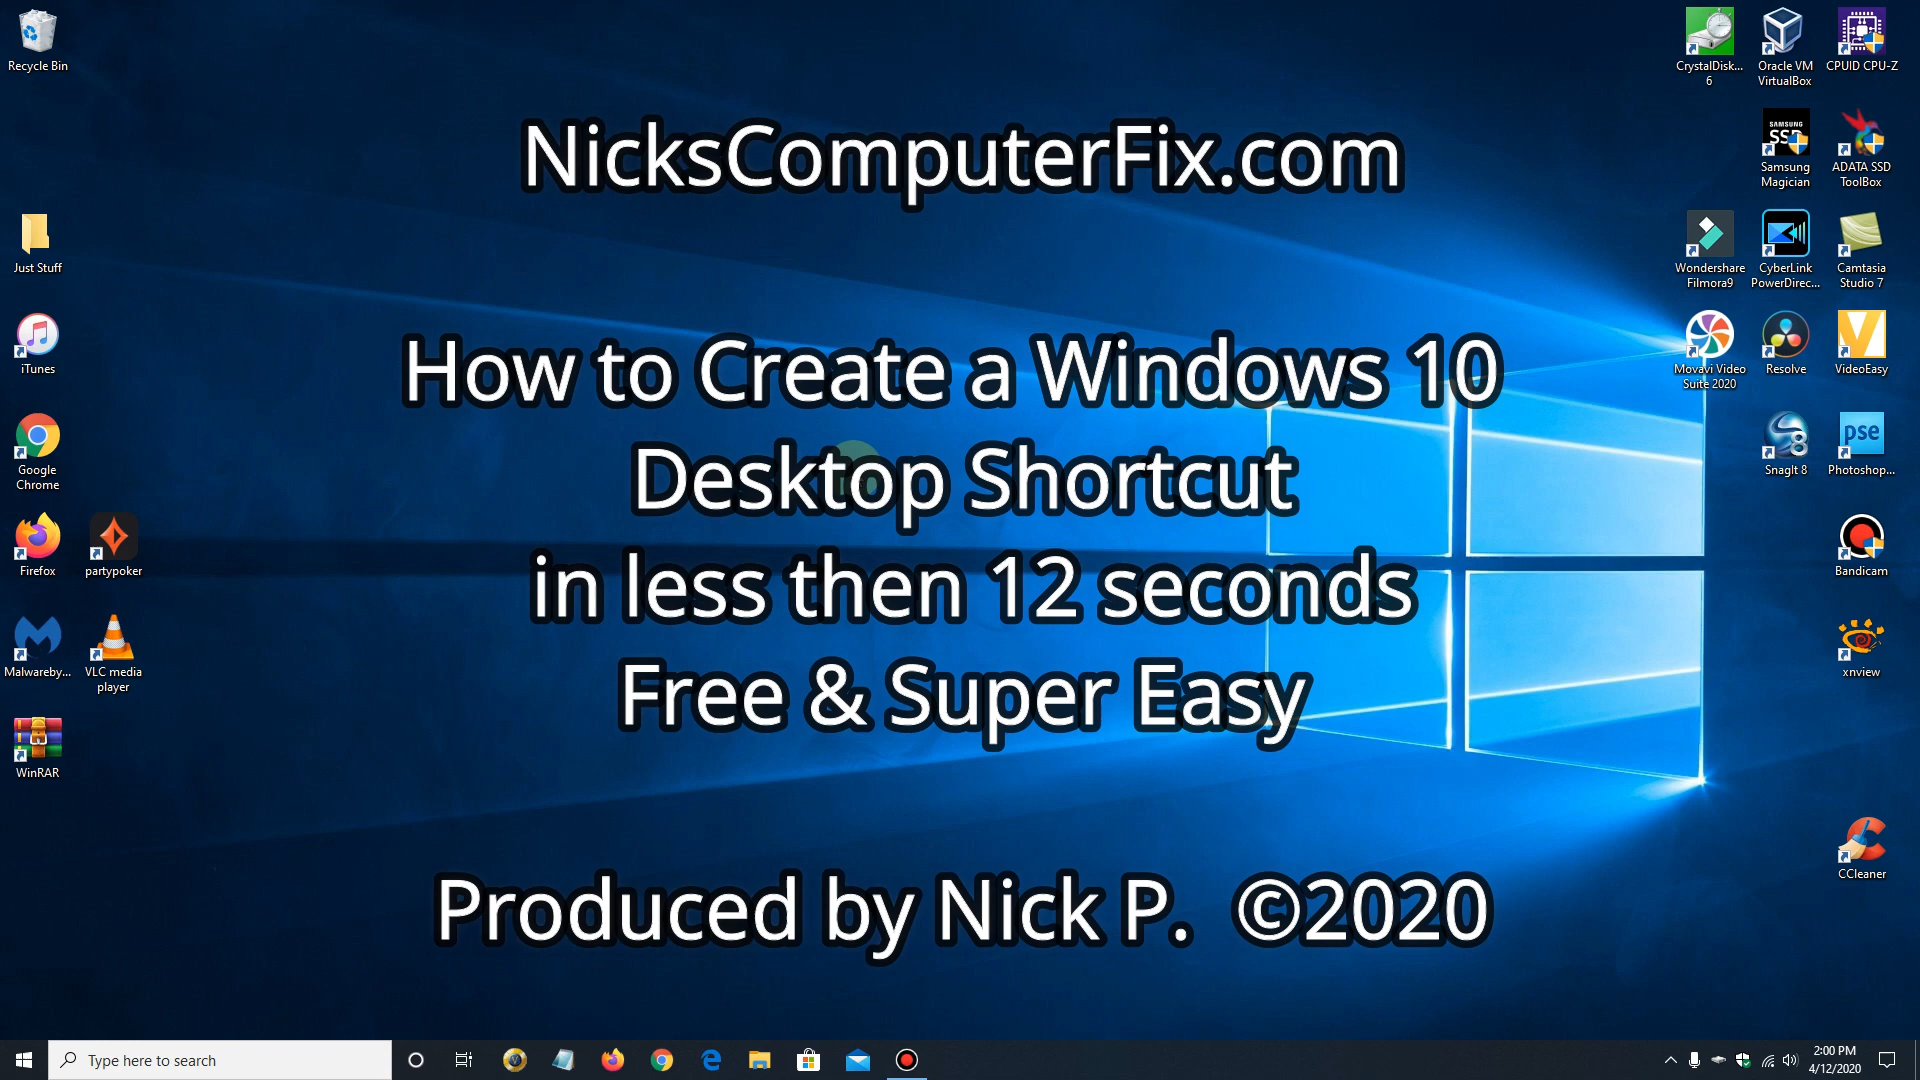 Recycle Bin
CrystalDisk...
6
Oracle VM
VirtualBox
CPUID CPU-Z
NicksComputerFix.com
SAMSUNG
SSD
Samsung
Magician
ADATA SSD
ToolBox
Just Stuff
Wondershare
Filmora9
CyberLink
PowerDirec...
Camtasia
Studio 7
iTunes
How to Create a Windows 10
Movavi Video
Suite 2020
Resolve
VideoEasy
Google
Chrome
Desktop Shortcut
SnagIt 8
pse
Photoshop...
Firefox
partypoker
in less then 12 seconds
Bandicam
Malwareby...
VLC media
player
Free & Super Easy
xnview
WinRAR
CCleaner
Produced by Nick P. ©2020
Type here to search
2:00 PM
4/12/2020